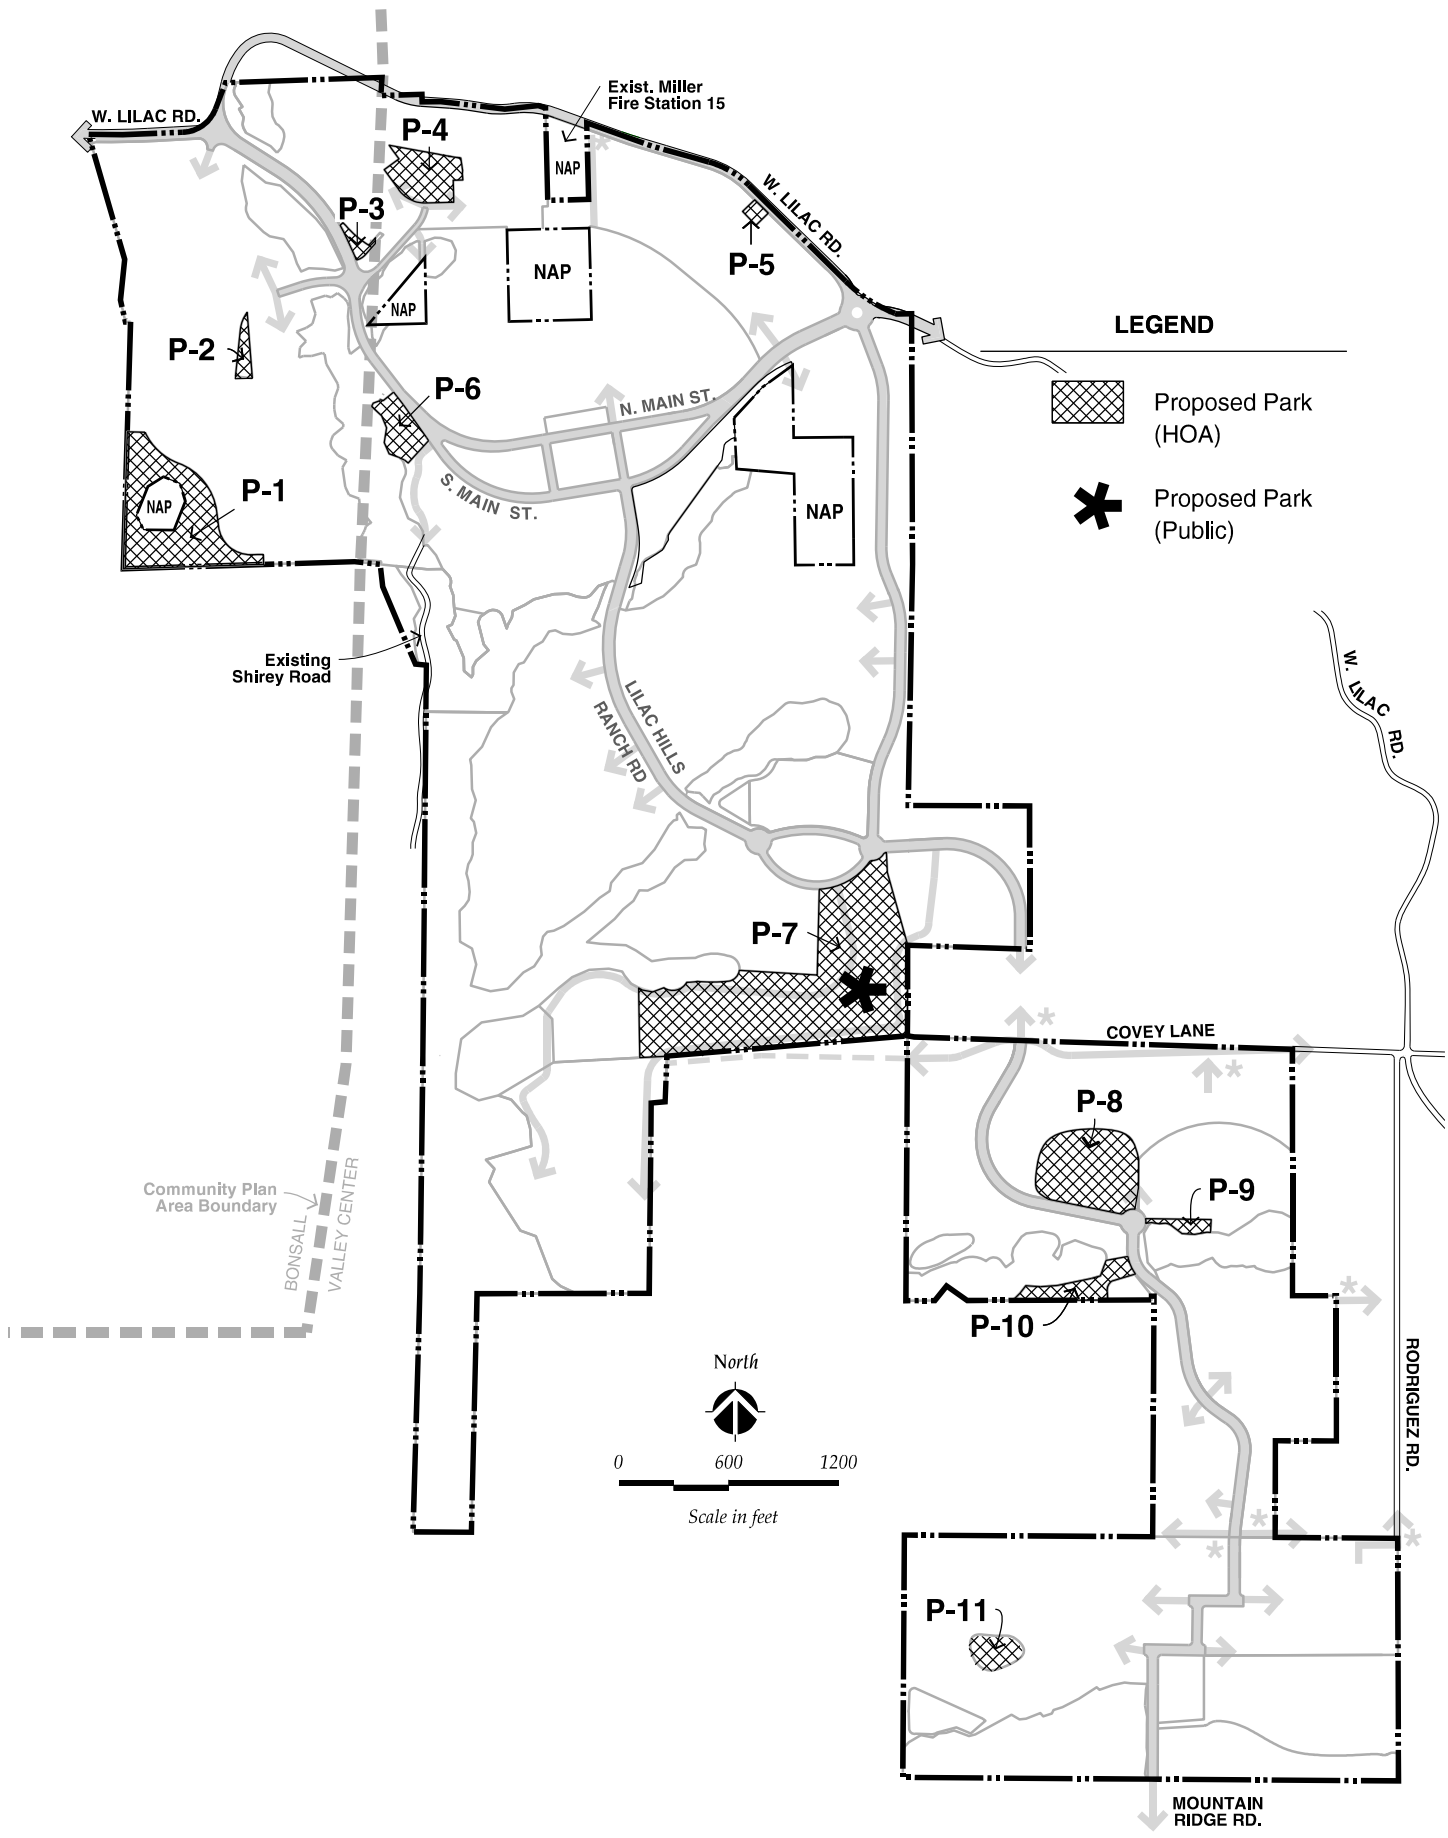 Exist. Miller
Fire Station 15
W. LILAC RD.
P-4
NAP
W. LILAC RD.
P-3
P-5
NAP
NAP
LEGEND
P-2
P-6
N. MAIN ST.
Proposed Park
(HOA)
S. MAIN ST.
P-1
NAP
NAP
Proposed Park
(Public)
Existing
Shirey Road
W. LILAC RD.
LILAC HILLS
RANCH RD
P-7
COVEY LANE
P-8
Community Plan
Area Boundary
BONSALL
VALLEY CENTER
P-9
P-10
North
RODRIGUEZ RD.
0 600 1200
Scale in feet
P-11
MOUNTAIN
RIDGE RD.